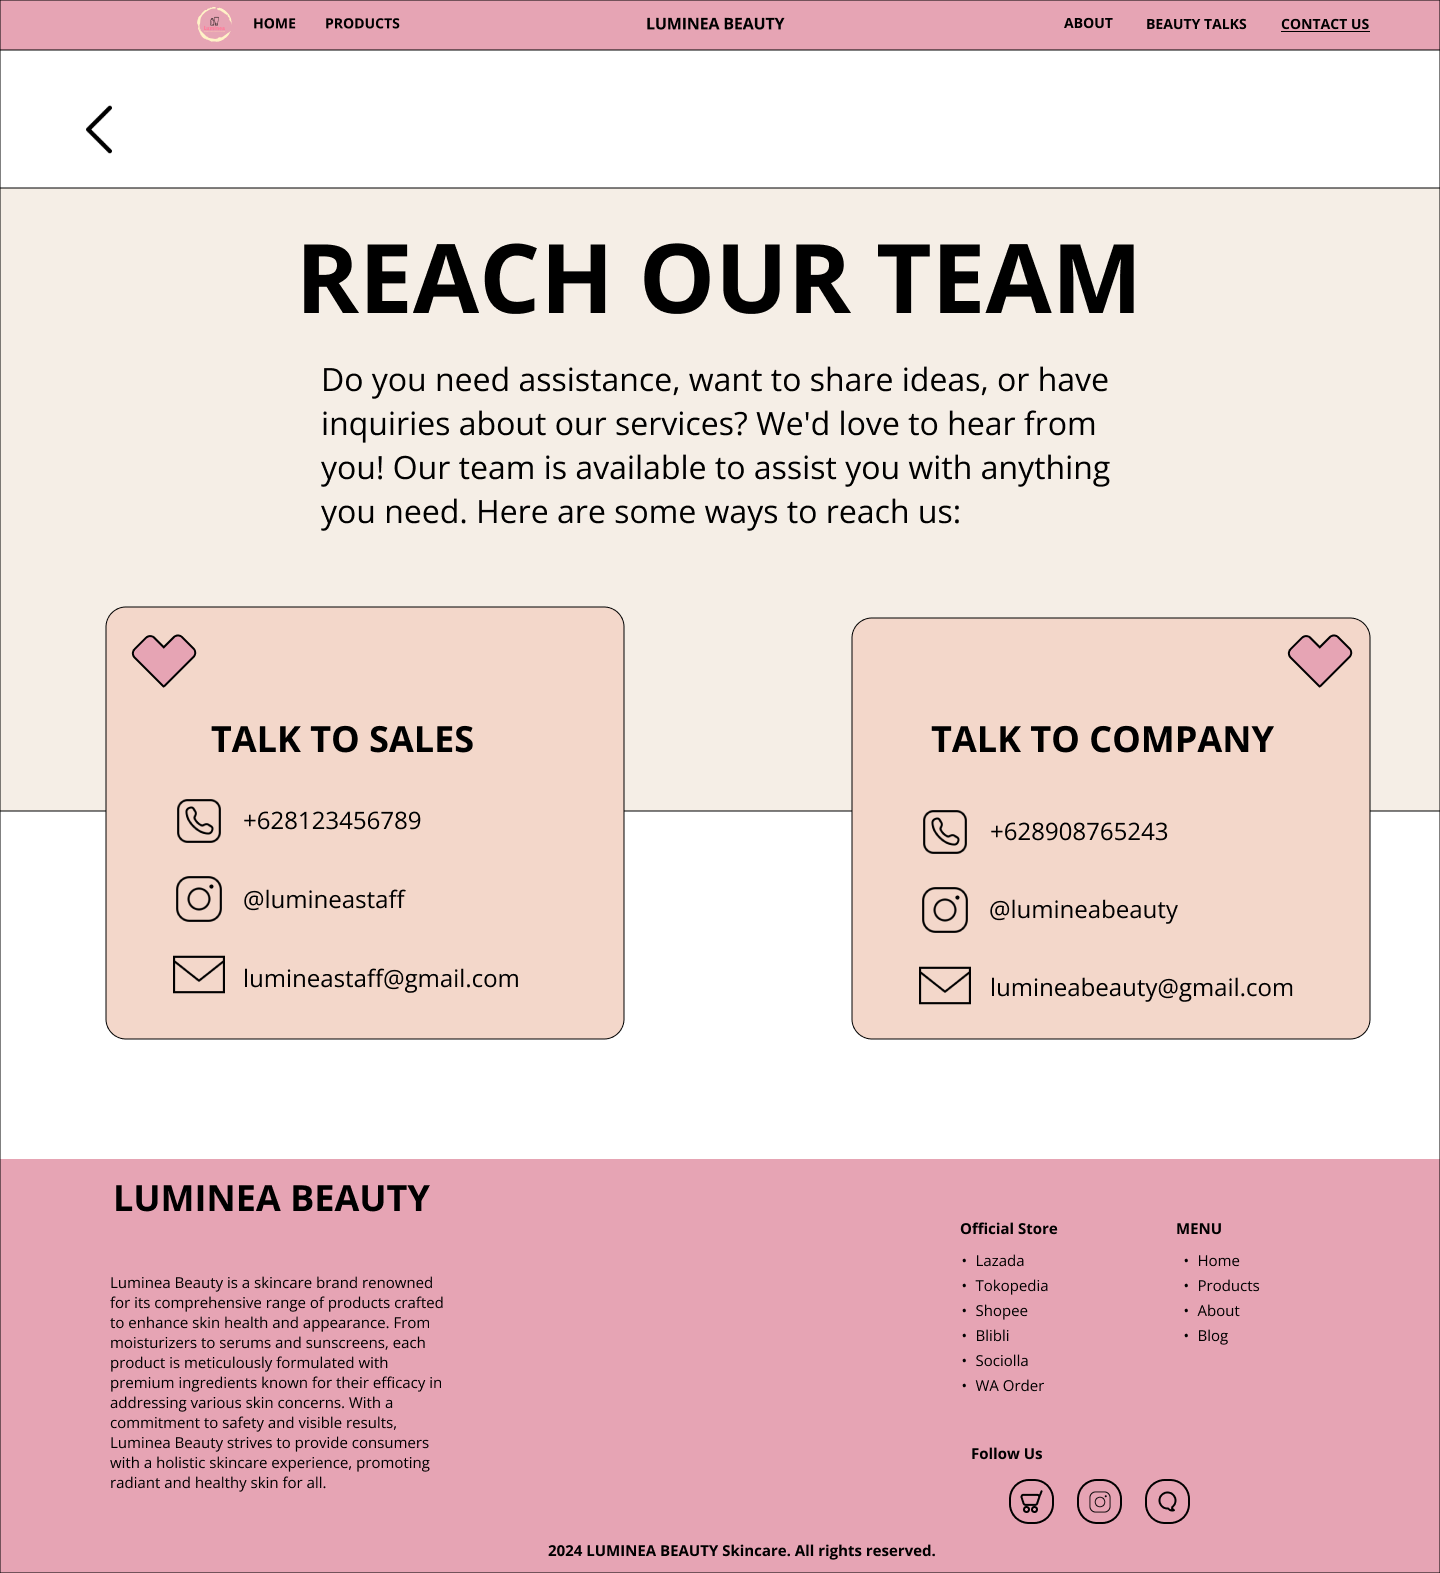 HOME
PRODUCTS
LUMINEA BEAUTY
ABOUT
BEAUTY TALKS
CONTACT US
REACH OUR TEAM
Do you need assistance, want to share ideas, or have
inquiries about our services? We'd love to hear from
you! Our team is available to assist you with anything
you need. Here are some ways to reach us:
TALK TO SALES
+628123456789
@lumineastaff
lumineastaff@gmail.com
TALK TO COMPANY
+628908765243
@lumineabeauty
lumineabeauty@gmail.com
LUMINEA BEAUTY
Luminea Beauty is a skincare brand renowned
for its comprehensive range of products crafted
to enhance skin health and appearance. From
moisturizers to serums and sunscreens, each
product is meticulously formulated with
premium ingredients known for their efficacy in
addressing various skin concerns. With a
commitment to safety and visible results,
Luminea Beauty strives to provide consumers
with a holistic skincare experience, promoting
radiant and healthy skin for all.
Official Store
• Lazada
• Tokopedia
• Shopee
• Blibli
• Sociolla
• WA Order
MENU
• Home
• Products
• About
• Blog
Follow Us
2024 LUMINEA BEAUTY Skincare. All rights reserved.